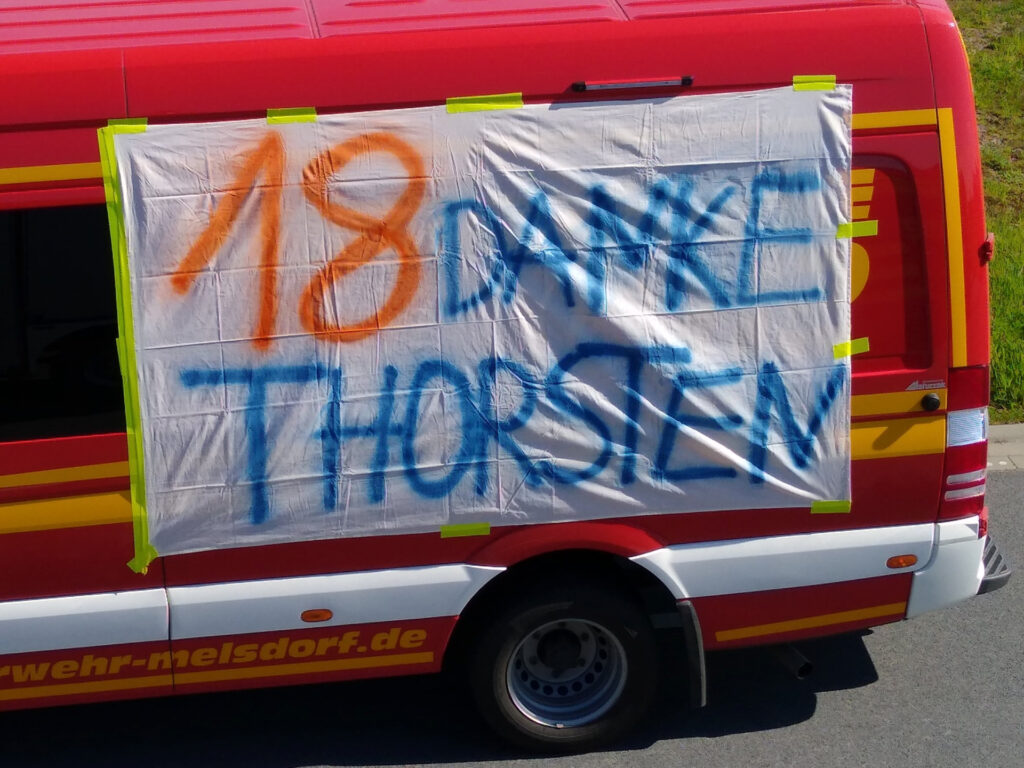 18 DANKE
THORSTEN
rwehr-melsdorf.de